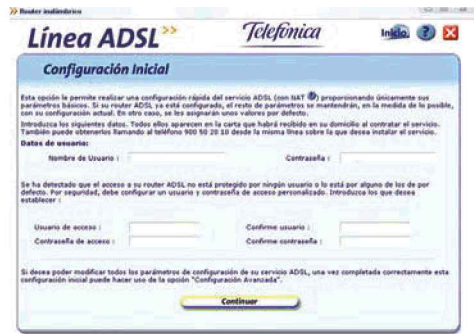 Router inalámbrico
Línea ADSL >>
Telefónica
Inicio
?
X
Configuración Inicial
Esta opción le permite realizar una configuración rápida del servicio ADSL (con NAT ) proporcionando únicamente sus
parámetros básicos. Si su router ADSL ya está configurado, el resto de parámetros se mantendrán, en la medida de lo posible,
con su configuración actual. En otro caso, se les asignarán unos valores por defecto.
Introduzca los siguientes datos. Todos ellos aparecen en la carta que habrá recibido en su domicilio al contratar el servicio.
También puede obtenerlos llamando al teléfono 900 50 20 10 desde la misma línea sobre la que desea instalar el servicio.
Datos de usuario:
Nombre de Usuario :
Contraseña :
Se ha detectado que el acceso a su router ADSL no está protegido por ningún usuario o lo está por alguno de los de por
defecto. Por seguridad, debe configurar un usuario y contraseña de acceso personalizado. Introduzca los que desea
establecer :
Usuario de acceso :
Confirme usuario :
Contraseña de acceso :
Confirme contraseña :
Si desea poder modificar todos los parámetros de configuración de su servicio ADSL, una vez completada correctamente esta
configuración inicial puede hacer uso de la opción "Configuración Avanzada".
Continuar